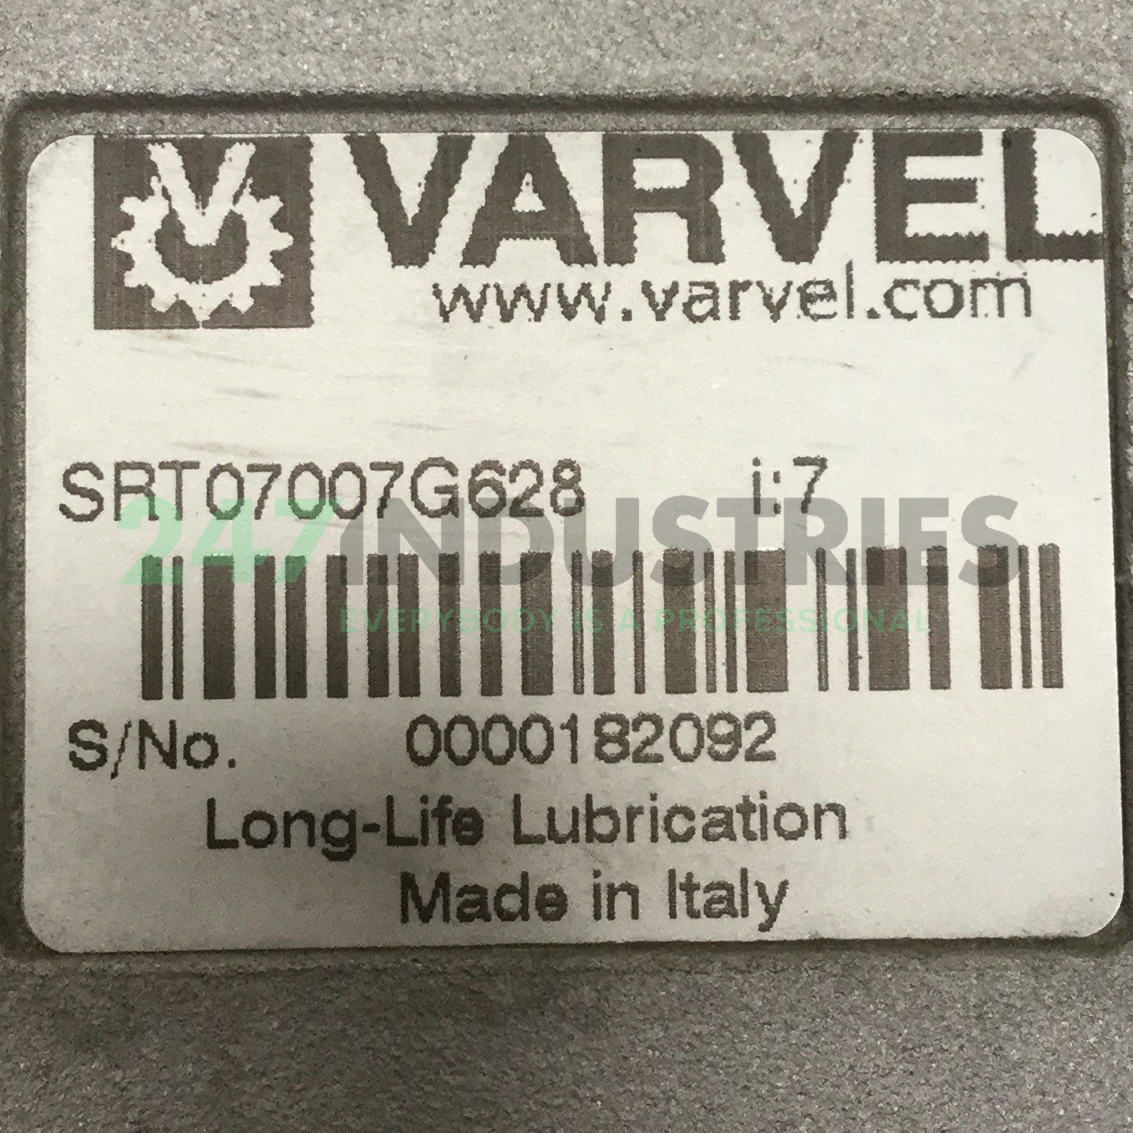 VARVEL
www.varvel.com
SRT07007G628 i:7
247INDUSTRIES
EVERYBODY IS A PROFESSIONAL
S/No. 0000182092
Long-Life Lubrication
Made in Italy